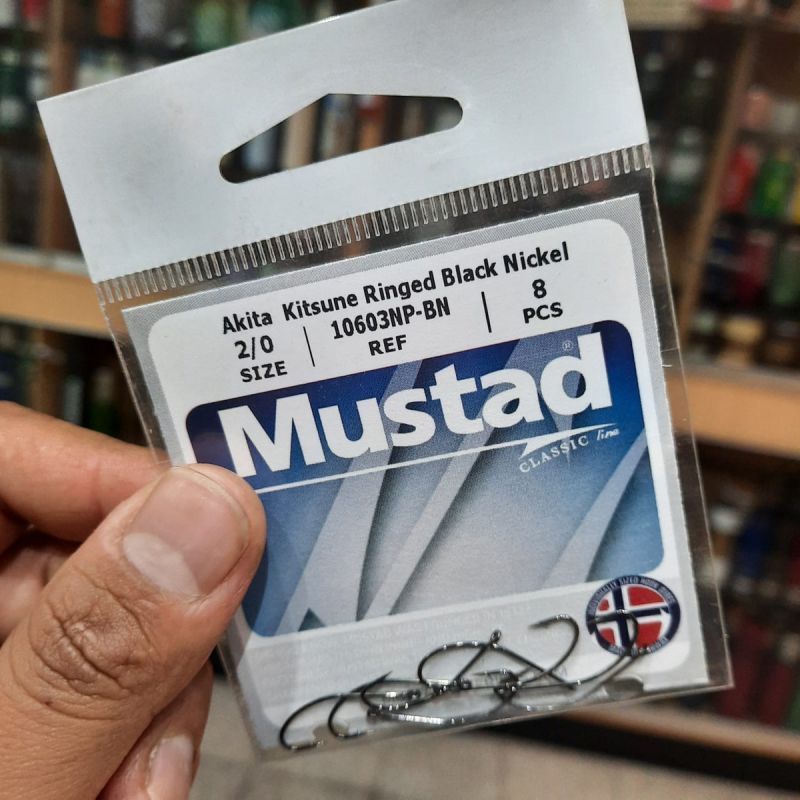 Akita Kitsune Ringed Black Nickel
2/0 | 10603NP-BN | 8
SIZE REF PCS
Mustad®
CLASSIC line